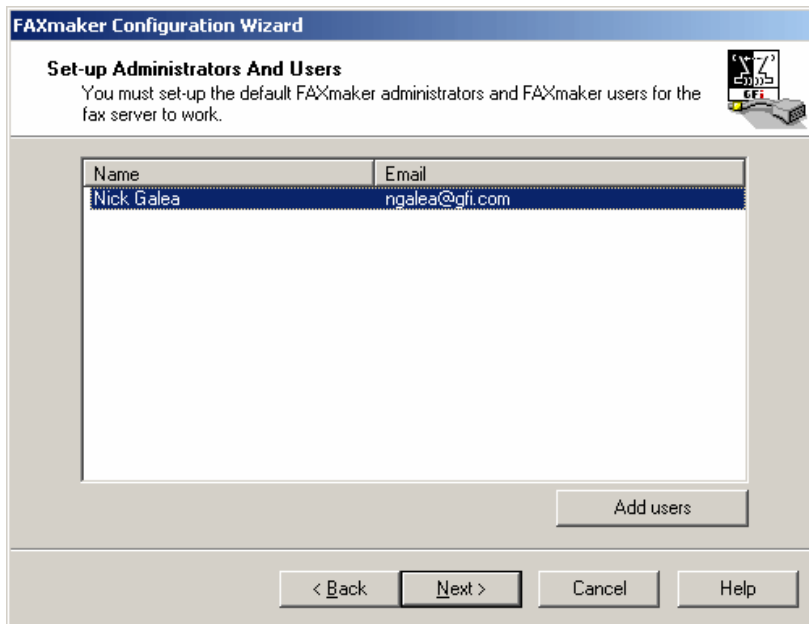 FAXmaker Configuration Wizard
Set-up Administrators And Users
You must set-up the default FAXmaker administrators and FAXmaker users for the
fax server to work.
GFi
Name Email
Nick Galea ngalea@gfi.com
Add users
< Back Next > Cancel Help